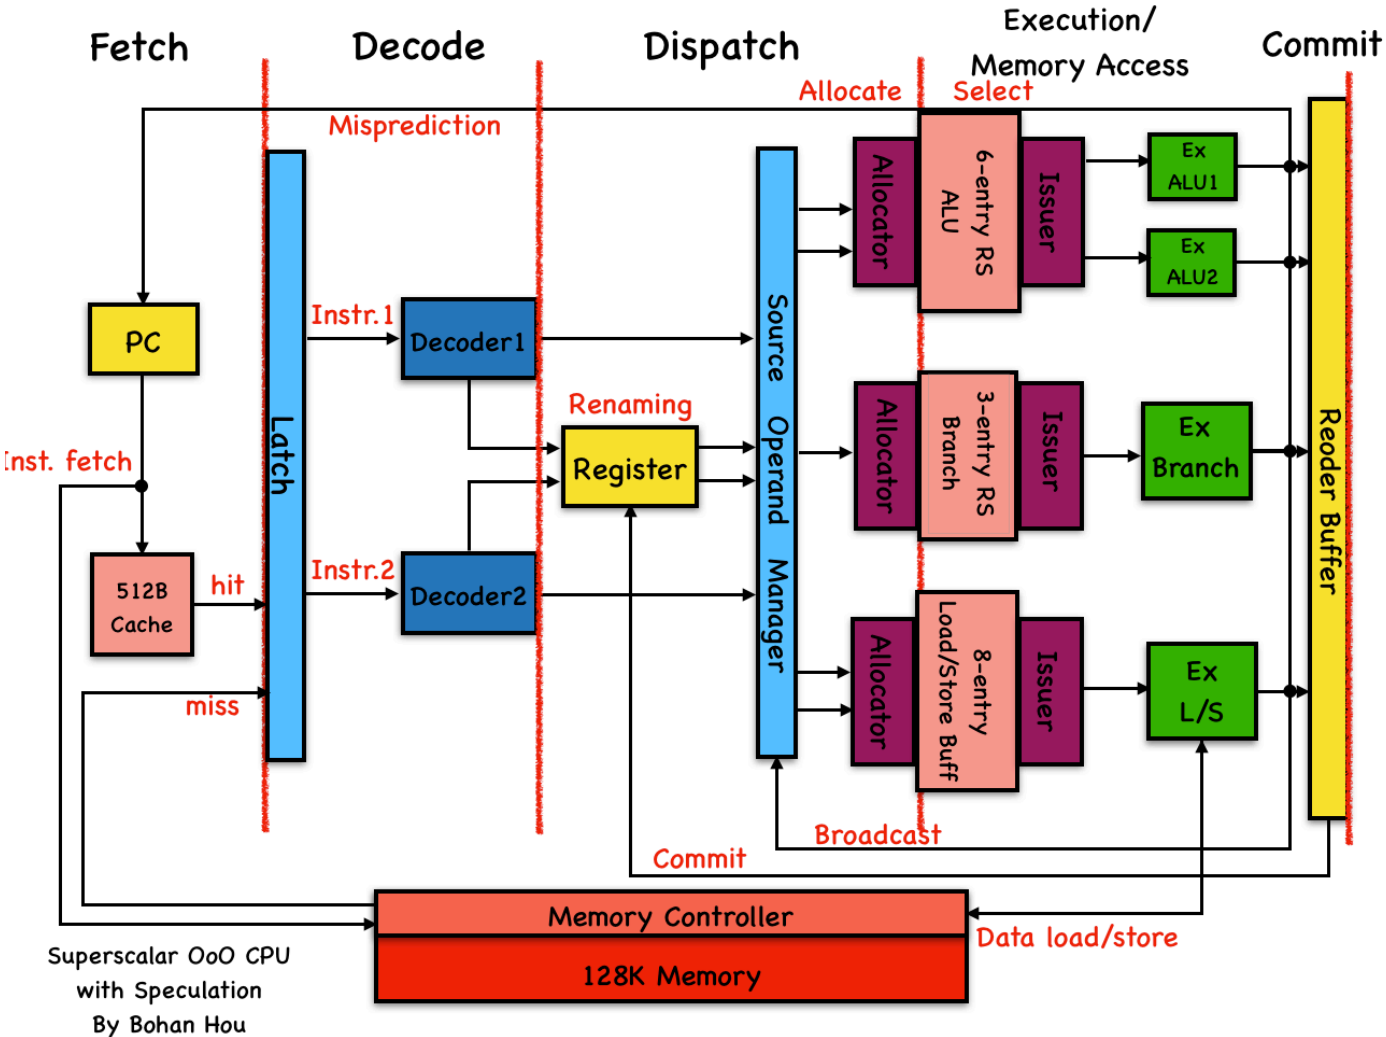 Fetch
Decode
Dispatch
Execution/
Memory Access
Commit
Allocate
Select
Misprediction
Allocator
6-entry RS
ALU
Issuer
Ex
ALU1
Ex
ALU2
PC
Instr.1
Decoder1
Latch
Source Operand Manager
Renaming
Register
Allocator
3-entry RS
Branch
Issuer
Ex
Branch
Reoder Buffer
Inst. fetch
512B
Cache
hit
miss
Instr.2
Decoder2
Allocator
8-entry
Load/Store Buff
Issuer
Ex
L/S
Broadcast
Commit
Memory Controller
128K Memory
Data load/store
Superscalar OoO CPU
with Speculation
By Bohan Hou